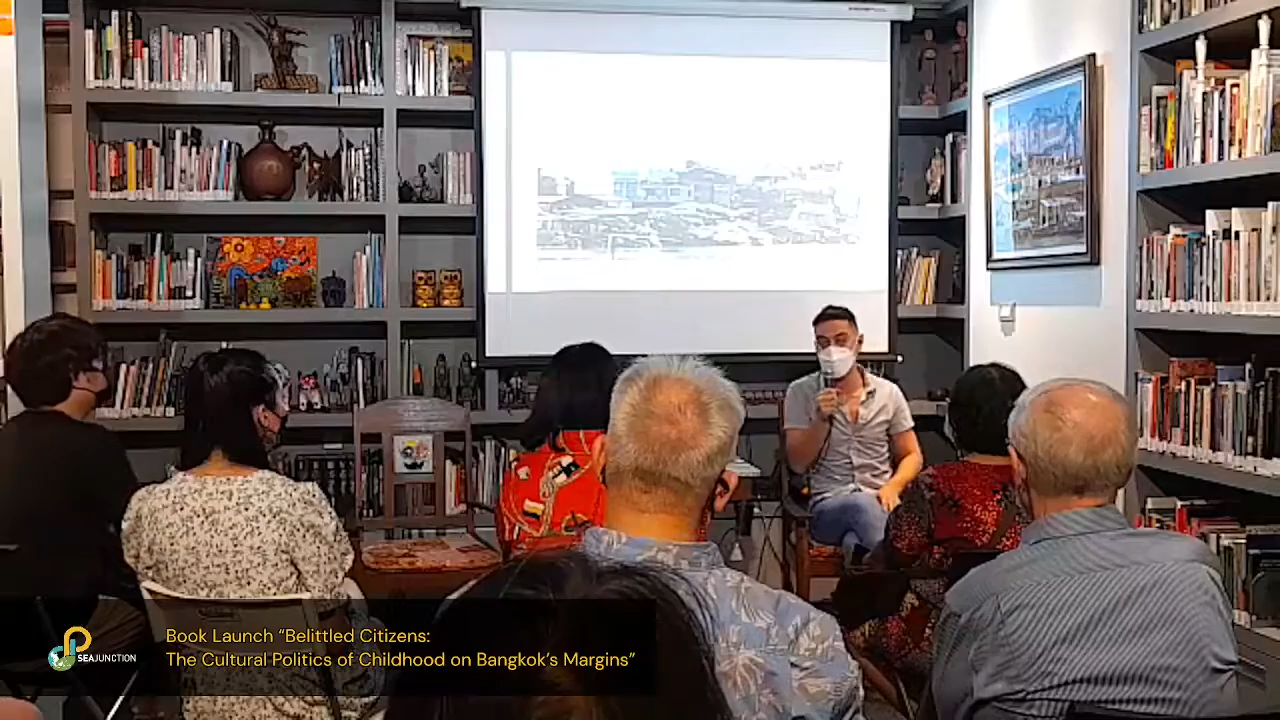 SEAJUNCTION
Book Launch “Belittled Citizens:
The Cultural Politics of Childhood on Bangkok’s Margins”